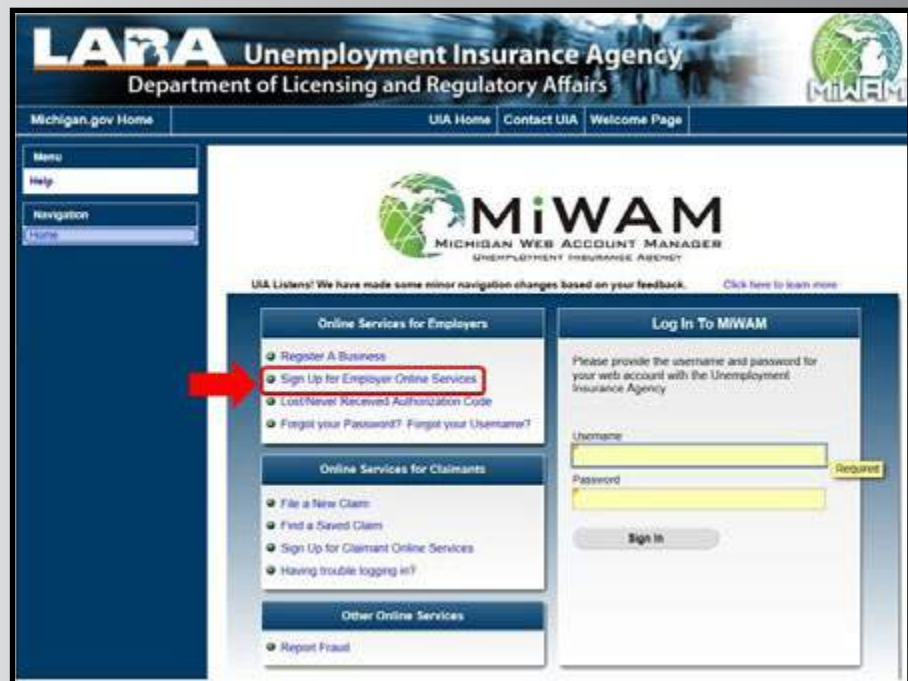 LARA Unemployment Insurance Agency
Department of Licensing and Regulatory Affairs
MiWAM
Michigan.gov Home
UIA Home
Contact UIA
Welcome Page
Menu
Help
Navigation
Home
MiWAM
MICHIGAN WEB ACCOUNT MANAGER
UNEMPLOYMENT INSURANCE AGENCY
UIA Listens! We have made some minor navigation changes based on your feedback. Click here to learn more
Online Services for Employers
Register A Business
Sign Up for Employer Online Services
Lost/Never Received Authorization Code
Forgot your Password? Forgot your Username?
Online Services for Claimants
File a New Claim
Find a Saved Claim
Sign Up for Claimant Online Services
Having trouble logging in?
Other Online Services
Report Fraud
Log In To MiWAM
Please provide the username and password for
your web account with the Unemployment
Insurance Agency
Username
Required
Password
Sign In